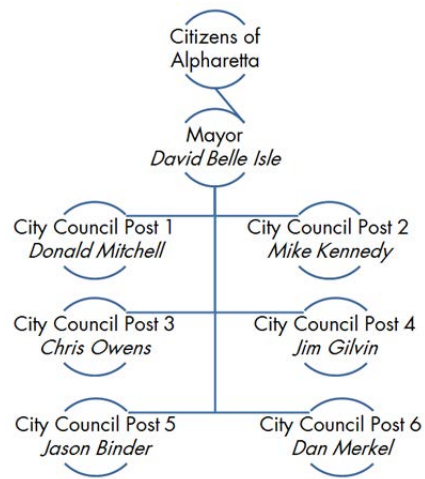 Citizens of
Alpharetta
Mayor
David Belle Isle
City Council Post 1
Donald Mitchell
City Council Post 2
Mike Kennedy
City Council Post 3
Chris Owens
City Council Post 4
Jim Gilvin
City Council Post 5
Jason Binder
City Council Post 6
Dan Merkel